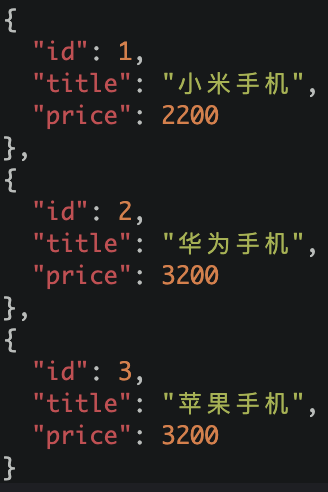 {
  "id": 1,
  "title": "小米手机",
  "price": 2200
},
{
  "id": 2,
  "title": "华为手机",
  "price": 3200
},
{
  "id": 3,
  "title": "苹果手机",
  "price": 3200
}